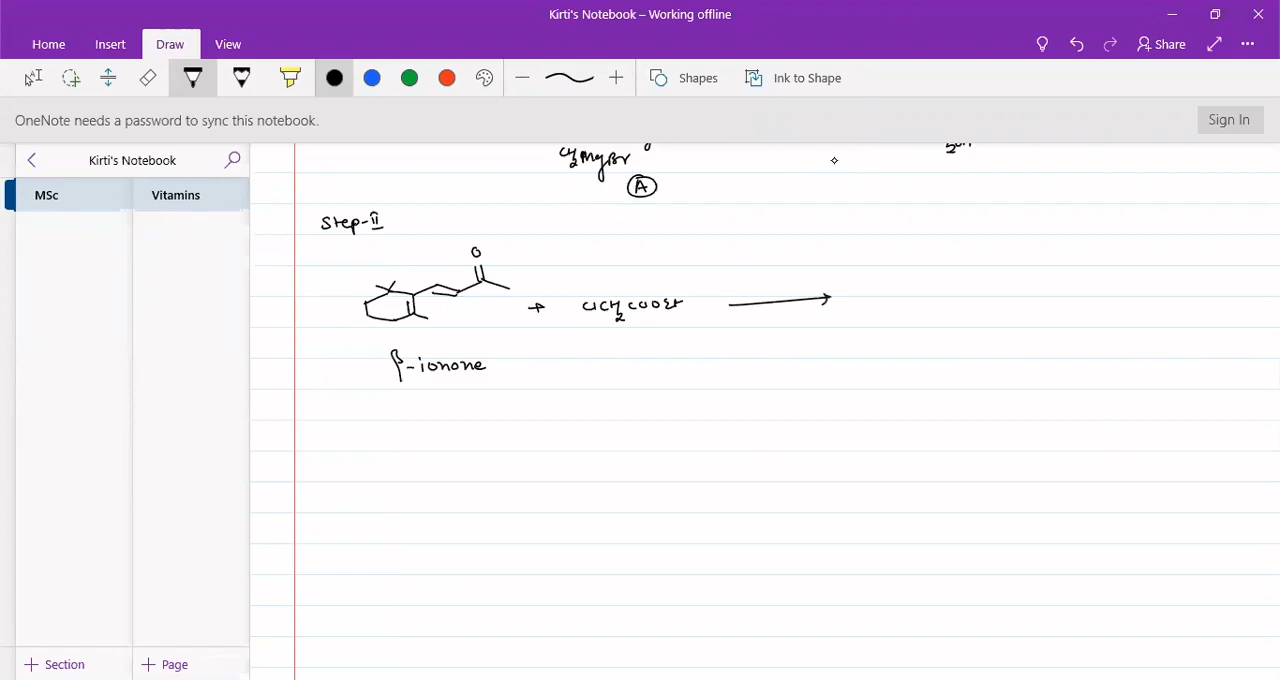 Kirti's Notebook – Working offline
Home Insert Draw View Share
Shapes Ink to Shape
OneNote needs a password to sync this notebook. Sign In
Kirti's Notebook
MSc Vitamins
CH2MgBr
A
Step-II
O
+ ClCH2COOEt
β-ionone
+ Section + Page